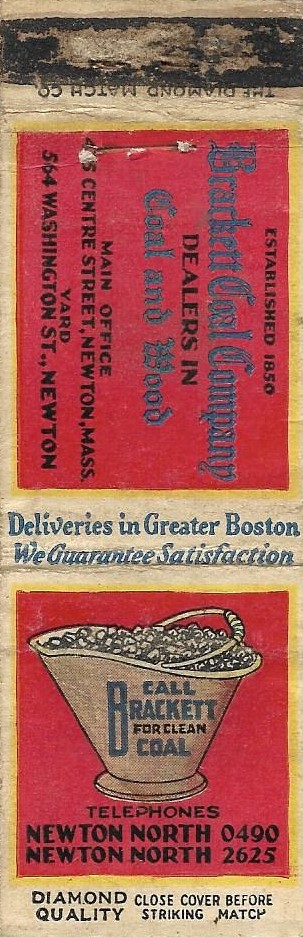 THE DIAMOND MATCH CO.
ESTABLISHED 1850
Brackett Coal Company
DEALERS IN
Coal and Wood
MAIN OFFICE
CENTRE STREET, NEWTON, MASS.
YARD
564 WASHINGTON ST., NEWTON
Deliveries in Greater Boston
We Guarantee Satisfaction
CALL
BRACKETT
FOR CLEAN
COAL
TELEPHONES
NEWTON NORTH 0490
NEWTON NORTH 2625
DIAMOND QUALITY
CLOSE COVER BEFORE STRIKING MATCH